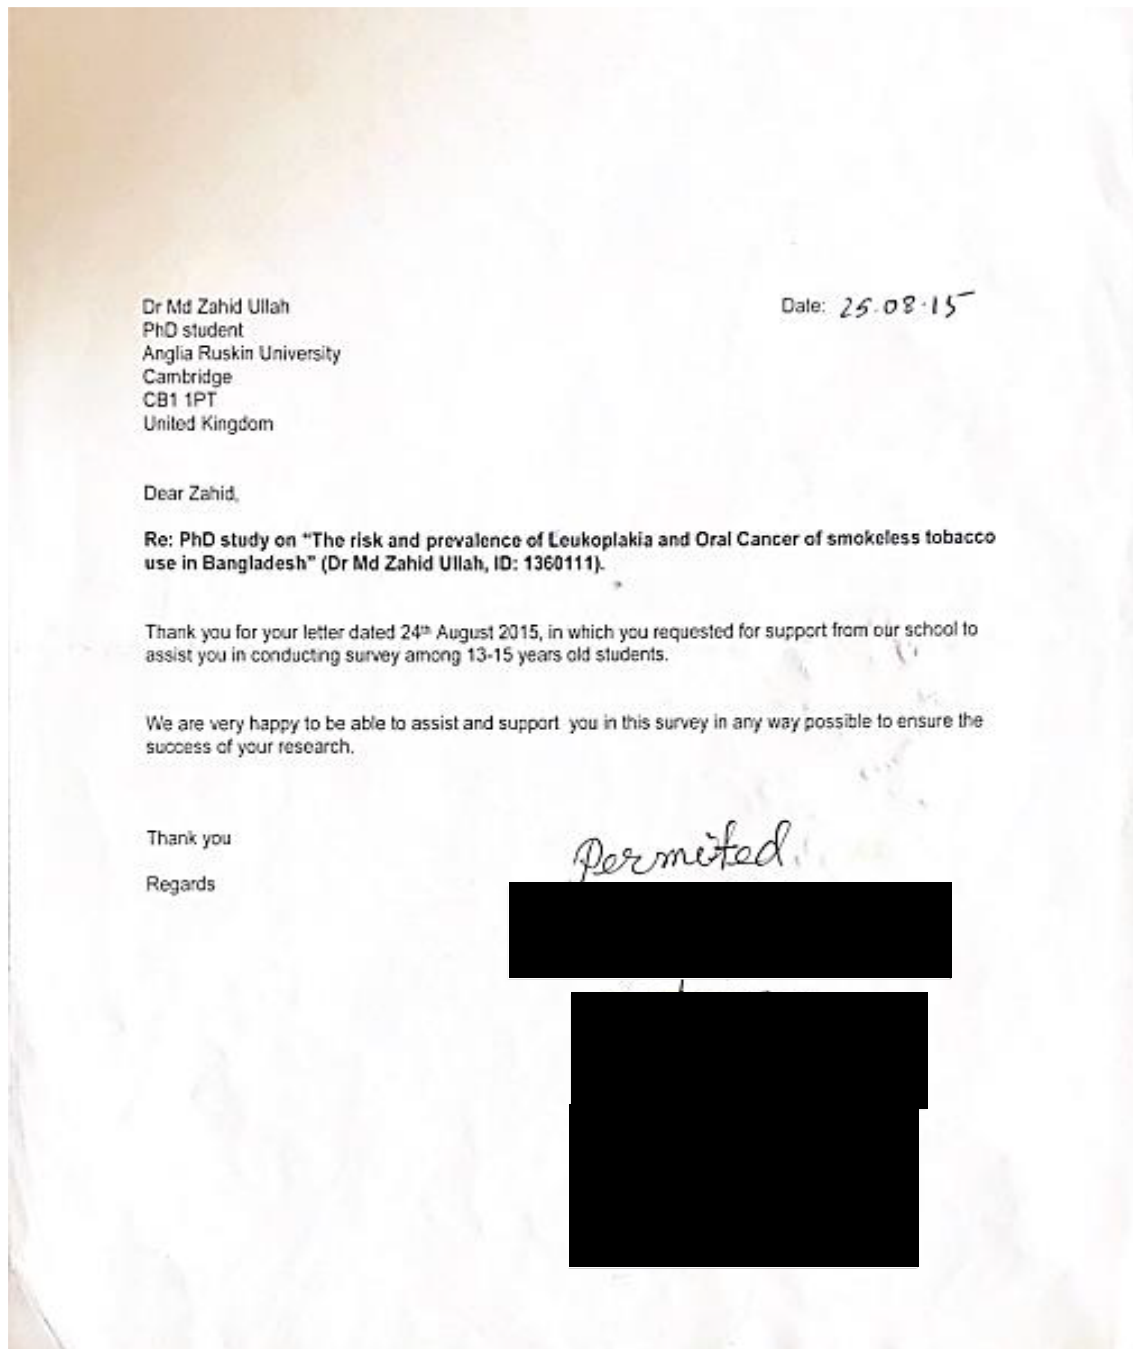 Dr Md Zahid Ullah
Date: 25.08.15
PhD student
Anglia Ruskin University
Cambridge
CB1 1PT
United Kingdom
Dear Zahid,
Re: PhD study on "The risk and prevalence of Leukoplakia and Oral Cancer of smokeless tobacco
use in Bangladesh" (Dr Md Zahid Ullah, ID: 1360111).
Thank you for your letter dated 24th August 2015, in which you requested for support from our school to
assist you in conducting survey among 13-15 years old students.
We are very happy to be able to assist and support you in this survey in any way possible to ensure the
success of your research.
Thank you
Permited.
Regards